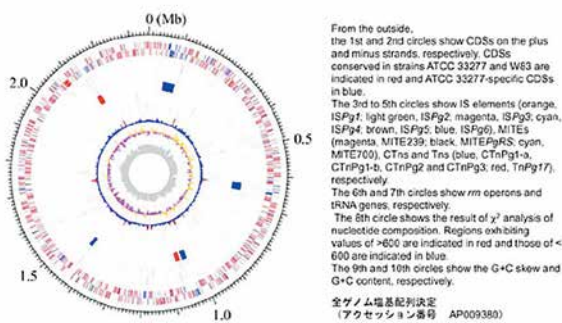 0 (Mb)
0.5
1.0
1.5
2.0
From the outside,
the 1st and 2nd circles show CDSs on the plus
and minus strands, respectively. CDSs
conserved in strains ATCC 33277 and W83 are
indicated in red and ATCC 33277-specific CDSs
in blue.
The 3rd to 5th circles show IS elements (orange,
ISPg1; light green, ISPg2; magenta, ISPg3; cyan,
ISPg4; brown, ISPg5; blue, ISPg6), MITEs
(magenta, MITE239; black, MITEPgRS; cyan,
MITE700), CTns and Tns (blue, CTnPg1-a,
CTnPg1-b, CTnPg2 and CTnPg3; red, TnPg17),
respectively.
The 6th and 7th circles show rrn operons and
tRNA genes, respectively.
The 8th circle shows the result of χ2 analysis of
nucleotide composition. Regions exhibiting
values of >600 are indicated in red and those of <
600 are indicated in blue.
The 9th and 10th circles show the G+C skew and
G+C content, respectively.
全ゲノム塩基配列決定
(アクセッション番号 AP009380)